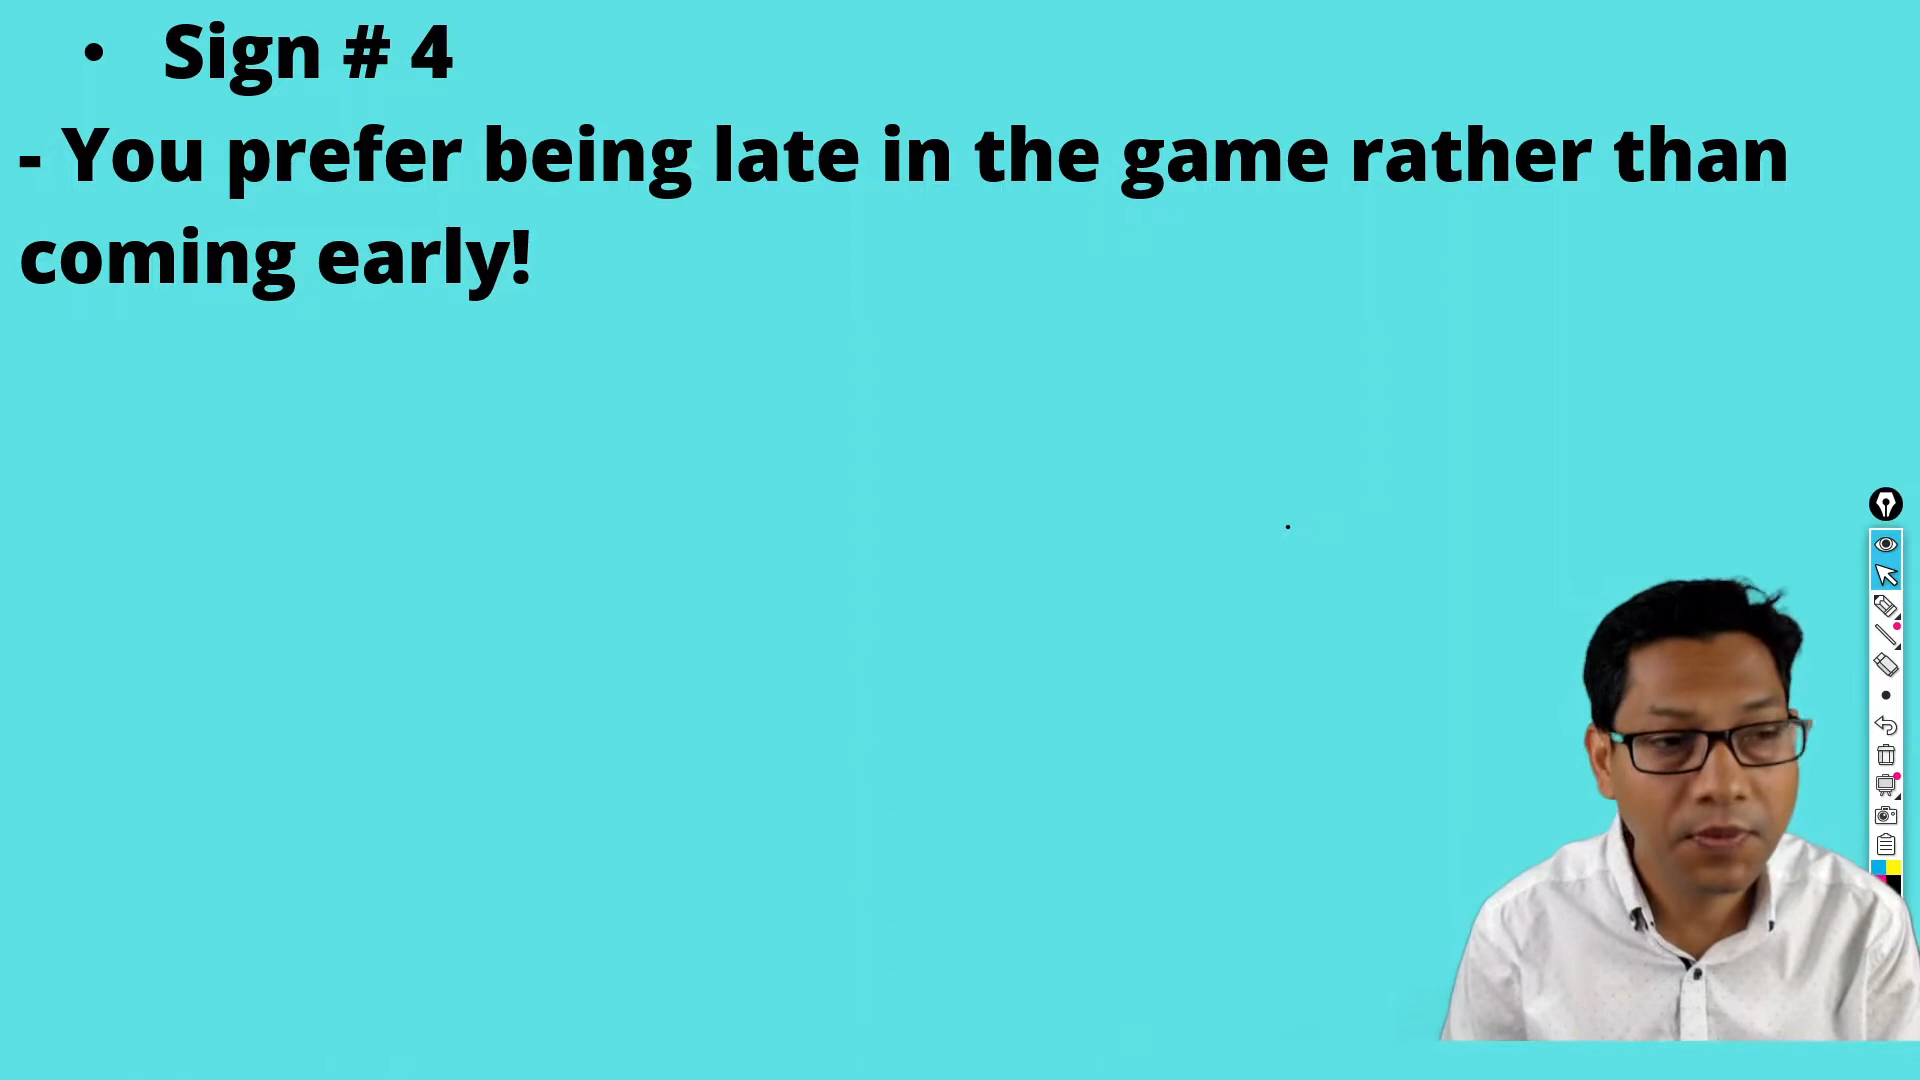 • Sign # 4
- You prefer being late in the game rather than
coming early!